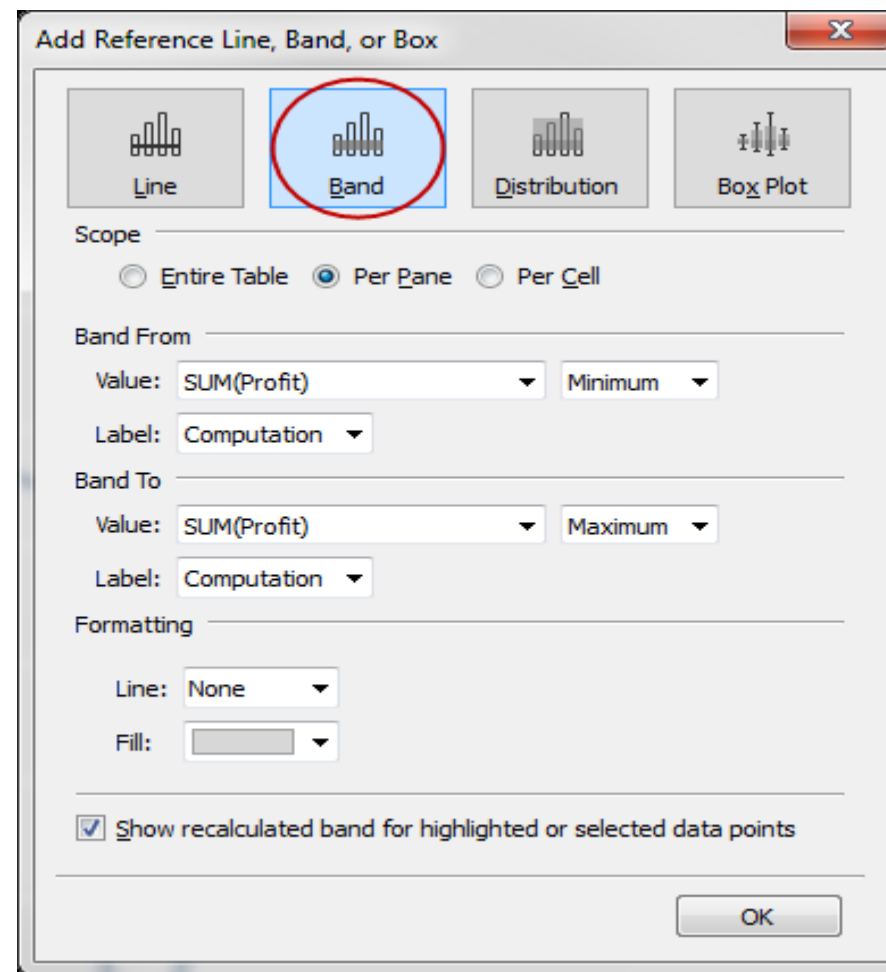 Add Reference Line, Band, or Box
Line Band Distribution Box Plot
Scope
Entire Table Per Pane Per Cell
Band From
Value: SUM(Profit) Minimum
Label: Computation
Band To
Value: SUM(Profit) Maximum
Label: Computation
Formatting
Line: None
Fill:
Show recalculated band for highlighted or selected data points
OK